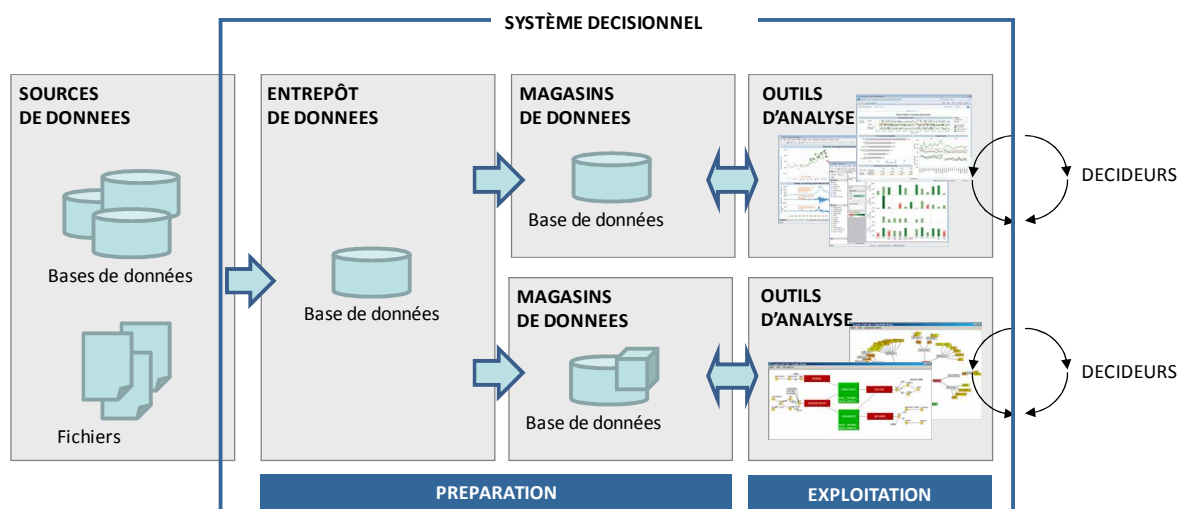 SYSTÈME DECISIONNEL
SOURCES
DE DONNEES
Bases de données
Fichiers
ENTREPÔT
DE DONNEES
Base de données
MAGASINS
DE DONNEES
Base de données
OUTILS
D'ANALYSE
DECIDEURS
MAGASINS
DE DONNEES
Base de données
OUTILS
D'ANALYSE
DECIDEURS
PREPARATION
EXPLOITATION